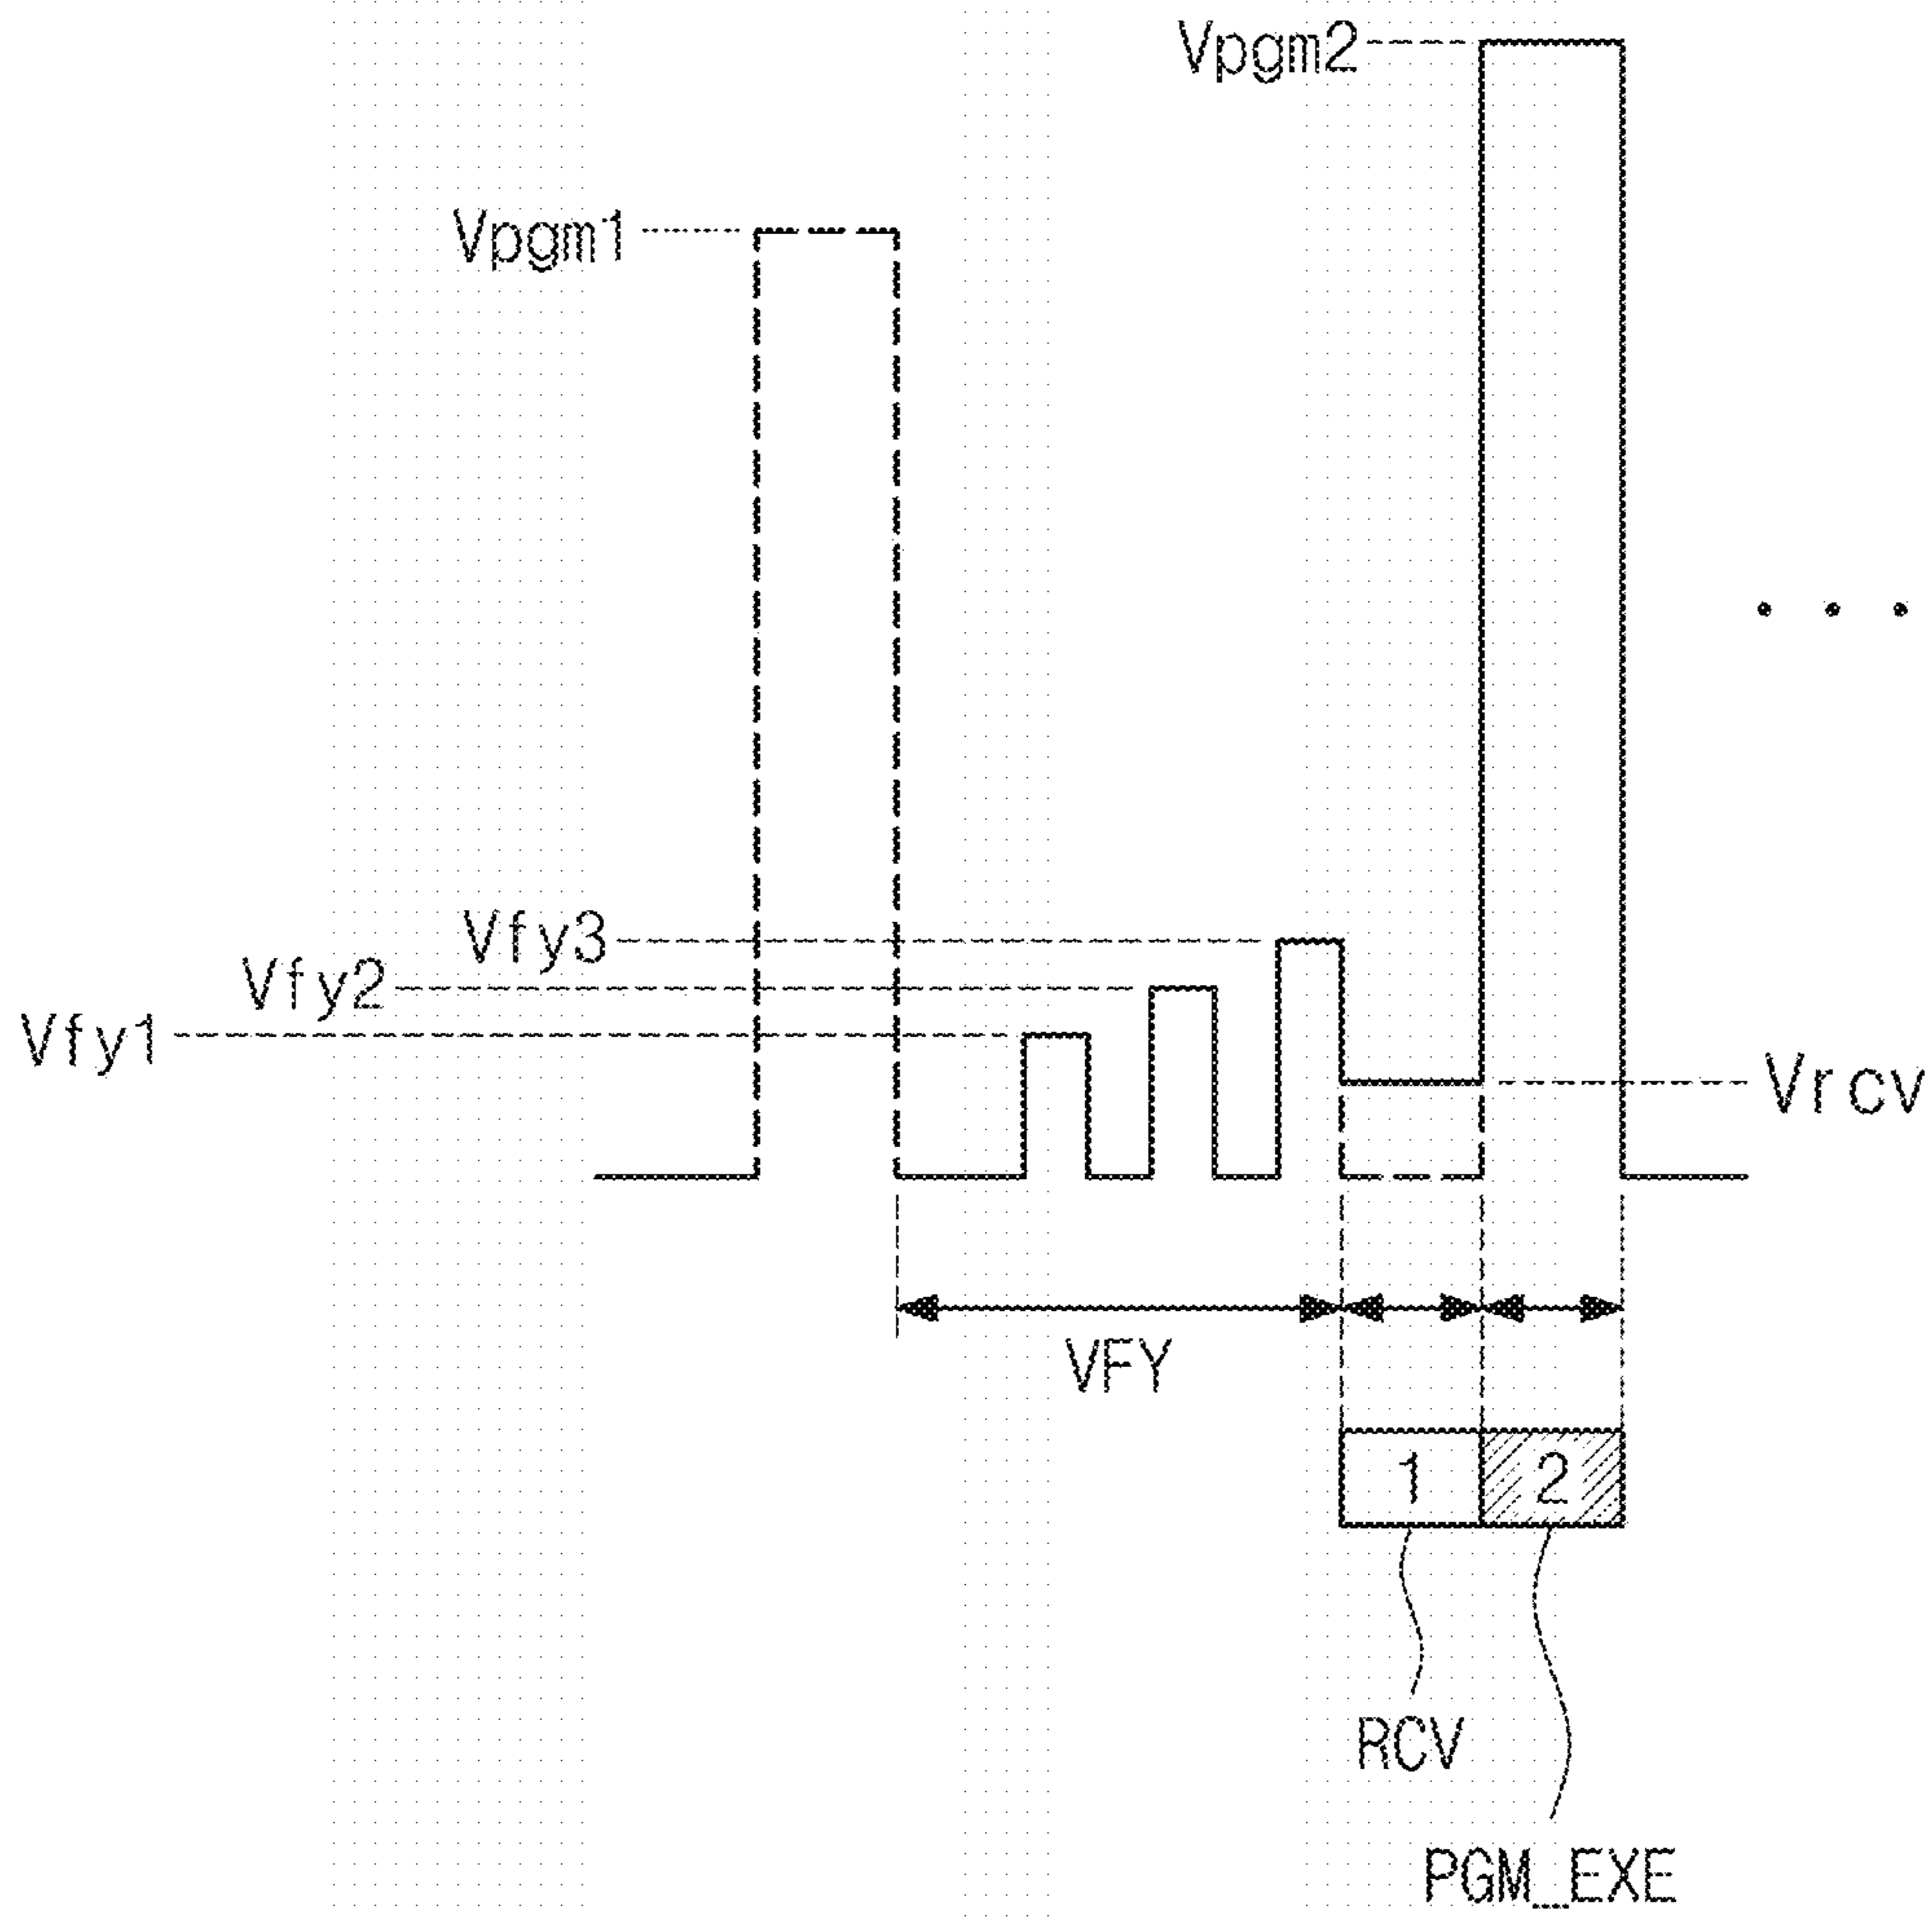 Vpgm2
Vpgm1
Vfy3
Vfy2
Vfy1
Vrcv
VFY
1 2
RCV
PGM_EXE